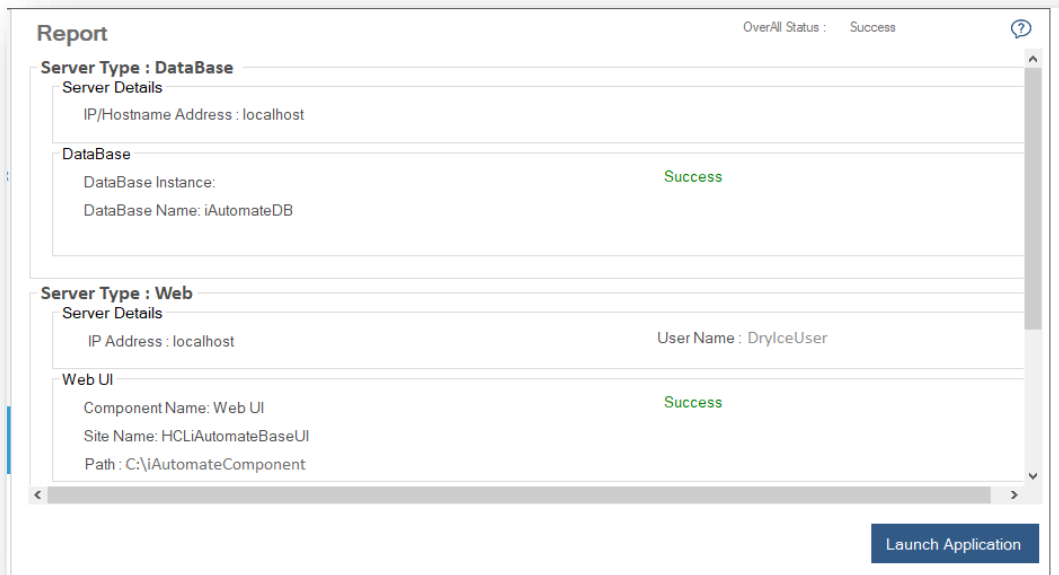 Report
OverAll Status : Success
Server Type : DataBase
Server Details
IP/Hostname Address : localhost
DataBase
DataBase Instance:
Success
DataBase Name: iAutomateDB
Server Type : Web
Server Details
IP Address : localhost
User Name : DryIceUser
Web UI
Component Name: Web UI
Success
Site Name: HCLiAutomateBaseUI
Path : C:\iAutomateComponent
Launch Application